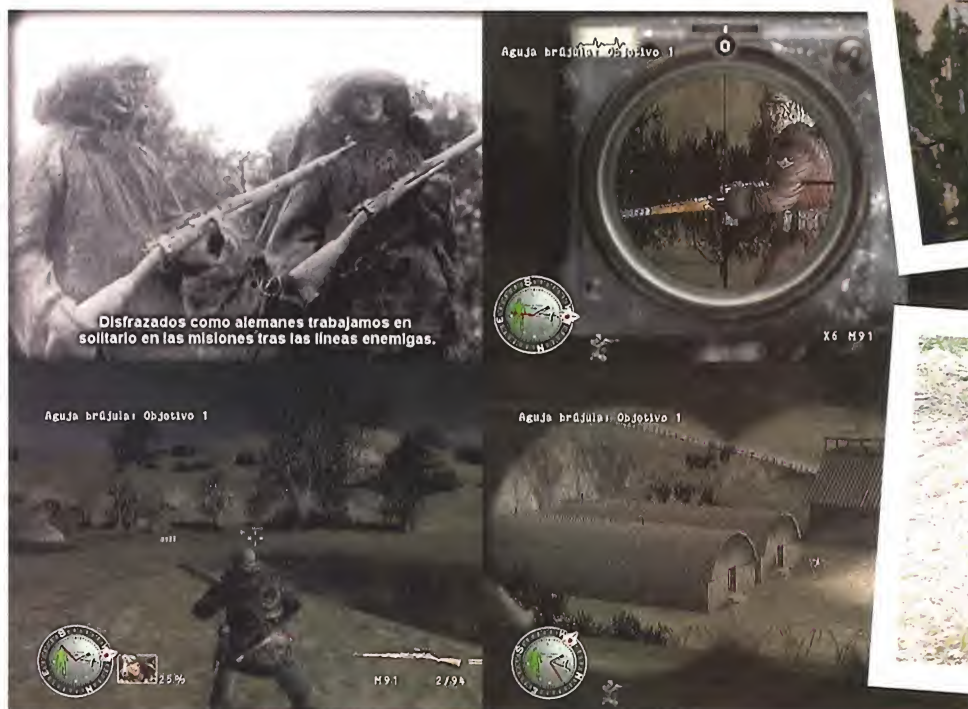 Disfrazados como alemanes trabajamos en
solitario en las misiones tras las líneas enemigas.
Aguja brújula: Objetivo 1
0
X6 M91
Aguja brújula: Objetivo 1
25%
M91 2/94
Aguja brújula: Objetivo 1